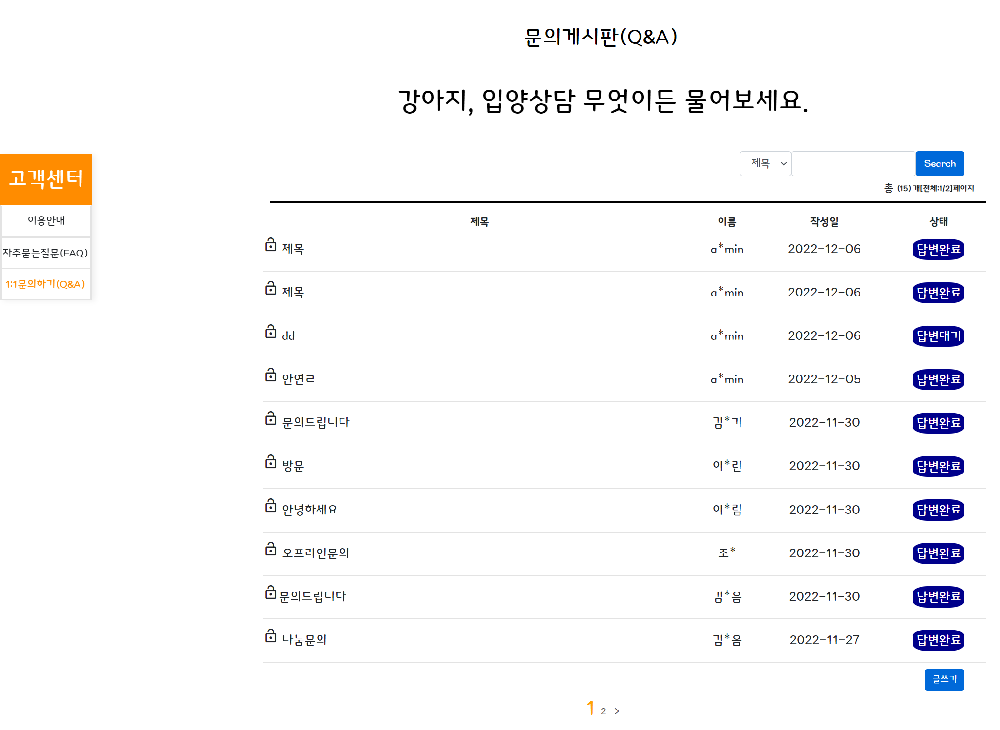 문의게시판(Q&A)
강아지, 입양상담 무엇이든 물어보세요.
고객센터
이용안내
자주묻는질문(FAQ)
1:1문의하기(Q&A)
제목 Search
총 (15)개[전체:1/2]페이지
제목 이름 작성일 상태
제목 a*min 2022-12-06 답변완료
제목 a*min 2022-12-06 답변완료
dd a*min 2022-12-06 답변대기
안연ㄹ a*min 2022-12-05 답변완료
문의드립니다 김*기 2022-11-30 답변완료
방문 이*린 2022-11-30 답변완료
안녕하세요 이*림 2022-11-30 답변완료
오프라인문의 조* 2022-11-30 답변완료
문의드립니다 김*음 2022-11-30 답변완료
나눔문의 김*음 2022-11-27 답변완료
글쓰기
1 2 >